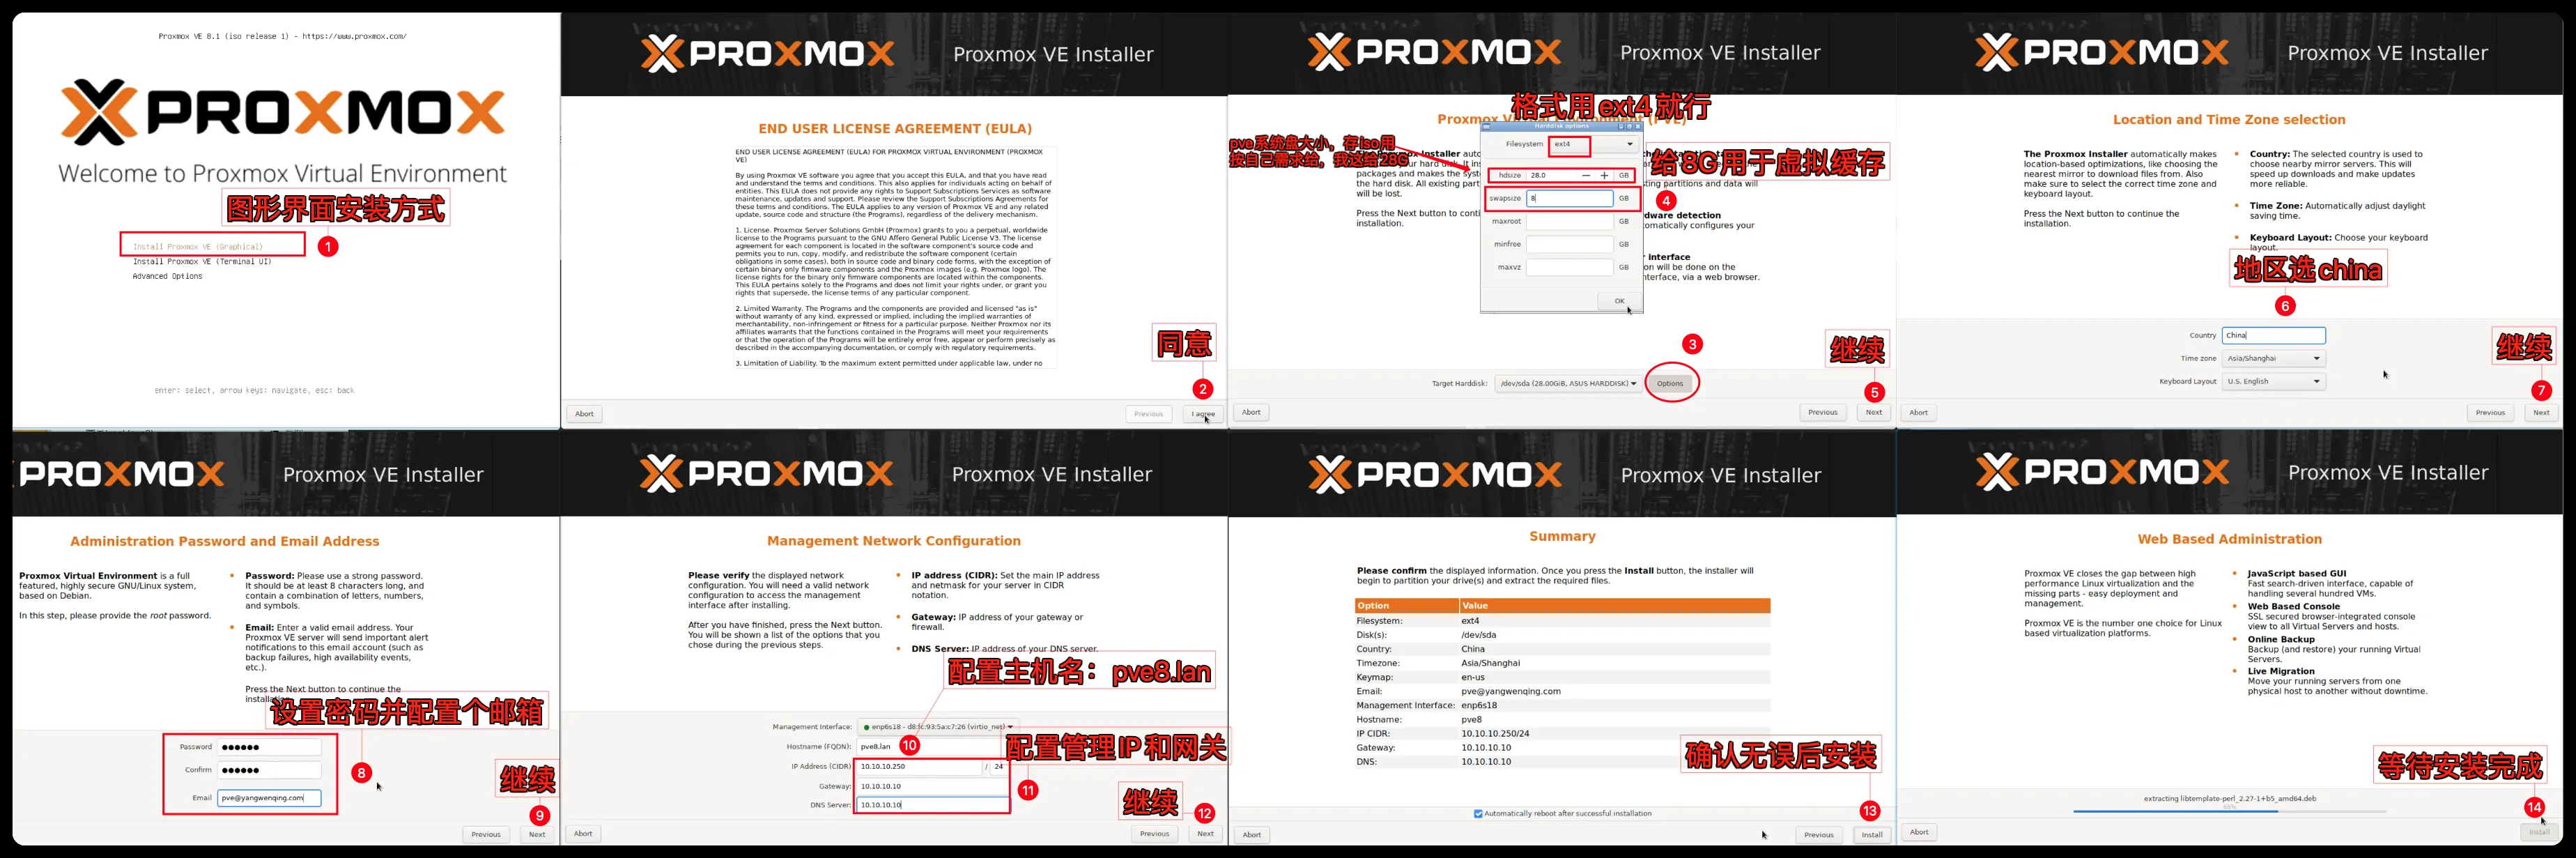 Proxmox VE 8.1 (iso release 1) - https://www.proxmox.com/
PROXMOX
Welcome to Proxmox Virtual Environment
图形界面安装方式
Install Proxmox VE (Graphical)
1
Install Proxmox VE (Terminal UI)
Advanced Options
enter: select, arrow keys: navigate, esc: back
PROXMOX
Proxmox VE Installer
END USER LICENSE AGREEMENT (EULA)
END USER LICENSE AGREEMENT (EULA) FOR PROXMOX VIRTUAL ENVIRONMENT (PROXMOX
VE)
By using Proxmox VE software you agree that you accept this EULA, and that you have read
and understand the terms and conditions. This also applies for individuals acting on behalf of
entities. This EULA does not provide any rights to Support Subscriptions Services as software
maintenance, updates and support. Please review the Support Subscriptions Agreements for
these terms and conditions. The EULA applies to any version of Proxmox VE and any related
update, source code and structure (the Programs), regardless of the delivery mechanism.
1. License. Proxmox Server Solutions GmbH (Proxmox) grants to you a perpetual, worldwide
license to the Programs pursuant to the GNU Affero General Public License V3. The license
agreement for each component is located in the software component's source code and
permits you to run, copy, modify, and redistribute the software component (certain
obligations in some cases), both in source code and binary code forms, with the exception of
certain binary only firmware components and the Proxmox images (e.g. Proxmox logo). The
license rights for the binary only firmware components are located within the components.
This EULA pertains solely to the Programs and does not limit your rights under, or grant you
rights that supersede, the license terms of any particular component.
2. Limited Warranty. The Programs and the components are provided and licensed "as is"
without warranty of any kind, expressed or implied, including the implied warranties of
merchantability, non-infringement or fitness for a particular purpose. Neither Proxmox nor its
affiliates warrants that the functions contained in the Programs will meet your requirements
or that the operation of the Programs will be entirely error free, appear or perform precisely as
described in the accompanying documentation, or comply with regulatory requirements.
3. Limitation of Liability. To the maximum extent permitted under applicable law, under no
同意
2
Abort
Previous
I agree
PROXMOX
Proxmox VE Installer
格式用ext4就行
Proxmox V
Harddisk options
pve系统盘大小，存iso用
按自己需求给，我这给28G
Filesystem ext4
给8G用于虚拟缓存
hdsize 28.0 GB
swapsize 8 GB
4
maxroot GB
minfree GB
maxvz GB
OK
packages and makes the sys
the hard disk. All existing part
will be lost.
Press the Next button to conti
installation.
sting partitions and data will
dware detection
omatically configures your
interface
on will be done on the
nterface, via a web browser.
3
继续
5
Target Harddisk: /dev/sda (28.00GiB, ASUS HARDDISK)
Options
Abort
Previous
Next
PROXMOX
Proxmox VE Installer
Location and Time Zone selection
The Proxmox Installer automatically makes
location-based optimizations, like choosing the
nearest mirror to download files from. Also
make sure to select the correct time zone and
keyboard layout.
Press the Next button to continue the
installation.
• Country: The selected country is used to
choose nearby mirror servers. This will
speed up downloads and make updates
more reliable.
• Time Zone: Automatically adjust daylight
saving time.
• Keyboard Layout: Choose your keyboard
layout.
地区选china
6
Country China
Time zone Asia/Shanghai
Keyboard Layout U.S. English
继续
7
Abort
Previous
Next
PROXMOX
Proxmox VE Installer
Administration Password and Email Address
Proxmox Virtual Environment is a full
featured, highly secure GNU/Linux system,
based on Debian.
In this step, please provide the root password.
• Password: Please use a strong password.
It should be at least 8 characters long, and
contain a combination of letters, numbers,
and symbols.
• Email: Enter a valid email address. Your
Proxmox VE server will send important alert
notifications to this email account (such as
backup failures, high availability events,
etc.).
Press the Next button to continue the
设置密码并配置个邮箱
Password ●●●●●●
Confirm ●●●●●●
Email pve@yangwenqing.com
8
继续
9
Previous
Next
PROXMOX
Proxmox VE Installer
Management Network Configuration
Please verify the displayed network
configuration. You will need a valid network
configuration to access the management
interface after installing.
After you have finished, press the Next button.
You will be shown a list of the options that you
chose during the previous steps.
• IP address (CIDR): Set the main IP address
and netmask for your server in CIDR
notation.
• Gateway: IP address of your gateway or
firewall.
• DNS Server: IP address of your DNS server.
配置主机名：pve8.lan
Management Interface: enp6s18
Hostname (FQDN): pve8.lan
10
配置管理IP和网关
IP Address (CIDR) 10.10.10.250 / 24
Gateway: 10.10.10.10
DNS Server: 10.10.10.10
11
继续
12
Abort
Previous
Next
PROXMOX
Proxmox VE Installer
Summary
Please confirm the displayed information. Once you press the Install button, the installer will
begin to partition your drive(s) and extract the required files.
Option Value
Filesystem: ext4
Disk(s): /dev/sda
Country: China
Timezone: Asia/Shanghai
Keymap: en-us
Email: pve@yangwenqing.com
Management Interface: enp6s18
Hostname: pve8
IP CIDR: 10.10.10.250/24
Gateway: 10.10.10.10
DNS: 10.10.10.10
确认无误后安装
13
Automatically reboot after successful installation
Abort
Previous
Install
PROXMOX
Proxmox VE Installer
Web Based Administration
Proxmox VE closes the gap between high
performance Linux virtualization and the
missing parts - easy deployment and
management.
Proxmox VE is the number one choice for Linux
based virtualization platforms.
• JavaScript based GUI
Fast search-driven interface, capable of
handling several hundred VMs.
• Web Based Console
SSL secured browser-integrated console
view to all Virtual Servers and hosts.
• Online Backup
Backup (and restore) your running Virtual
Servers.
• Live Migration
Move your running servers from one
physical host to another without downtime.
等待安装完成
extracting libtemplate-perl_2.27-1+b5_amd64.deb
14
Abort
Install